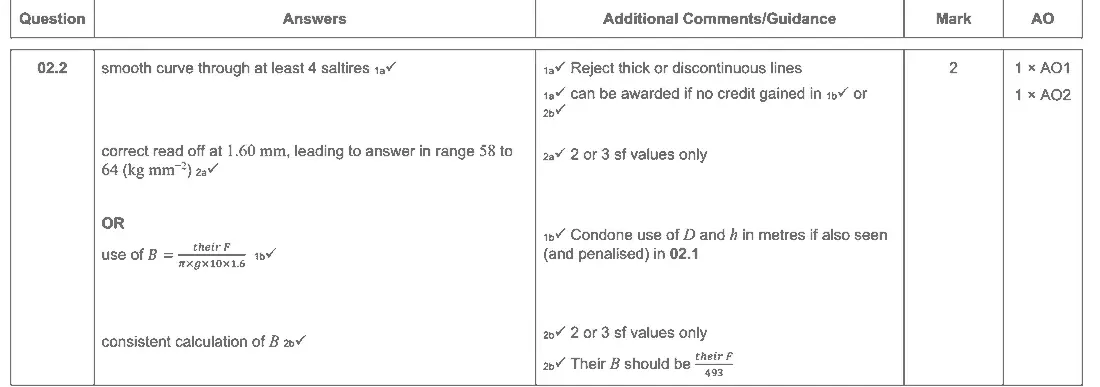 Question Answers Additional Comments/Guidance Mark AO
02.2 smooth curve through at least 4 saltires 1a✓ 1a✓ Reject thick or discontinuous lines 2 1 × AO1
1a✓ can be awarded if no credit gained in 1b✓ or 1 × AO2
2b✓
correct read off at 1.60 mm, leading to answer in range 58 to 2a✓ 2 or 3 sf values only
64 (kg mm⁻²) 2a✓
OR
use of B = their F / π×g×10×1.6 1b✓ 1b✓ Condone use of D and h in metres if also seen
(and penalised) in 02.1
consistent calculation of B 2b✓ 2b✓ 2 or 3 sf values only
2b✓ Their B should be their F / 493